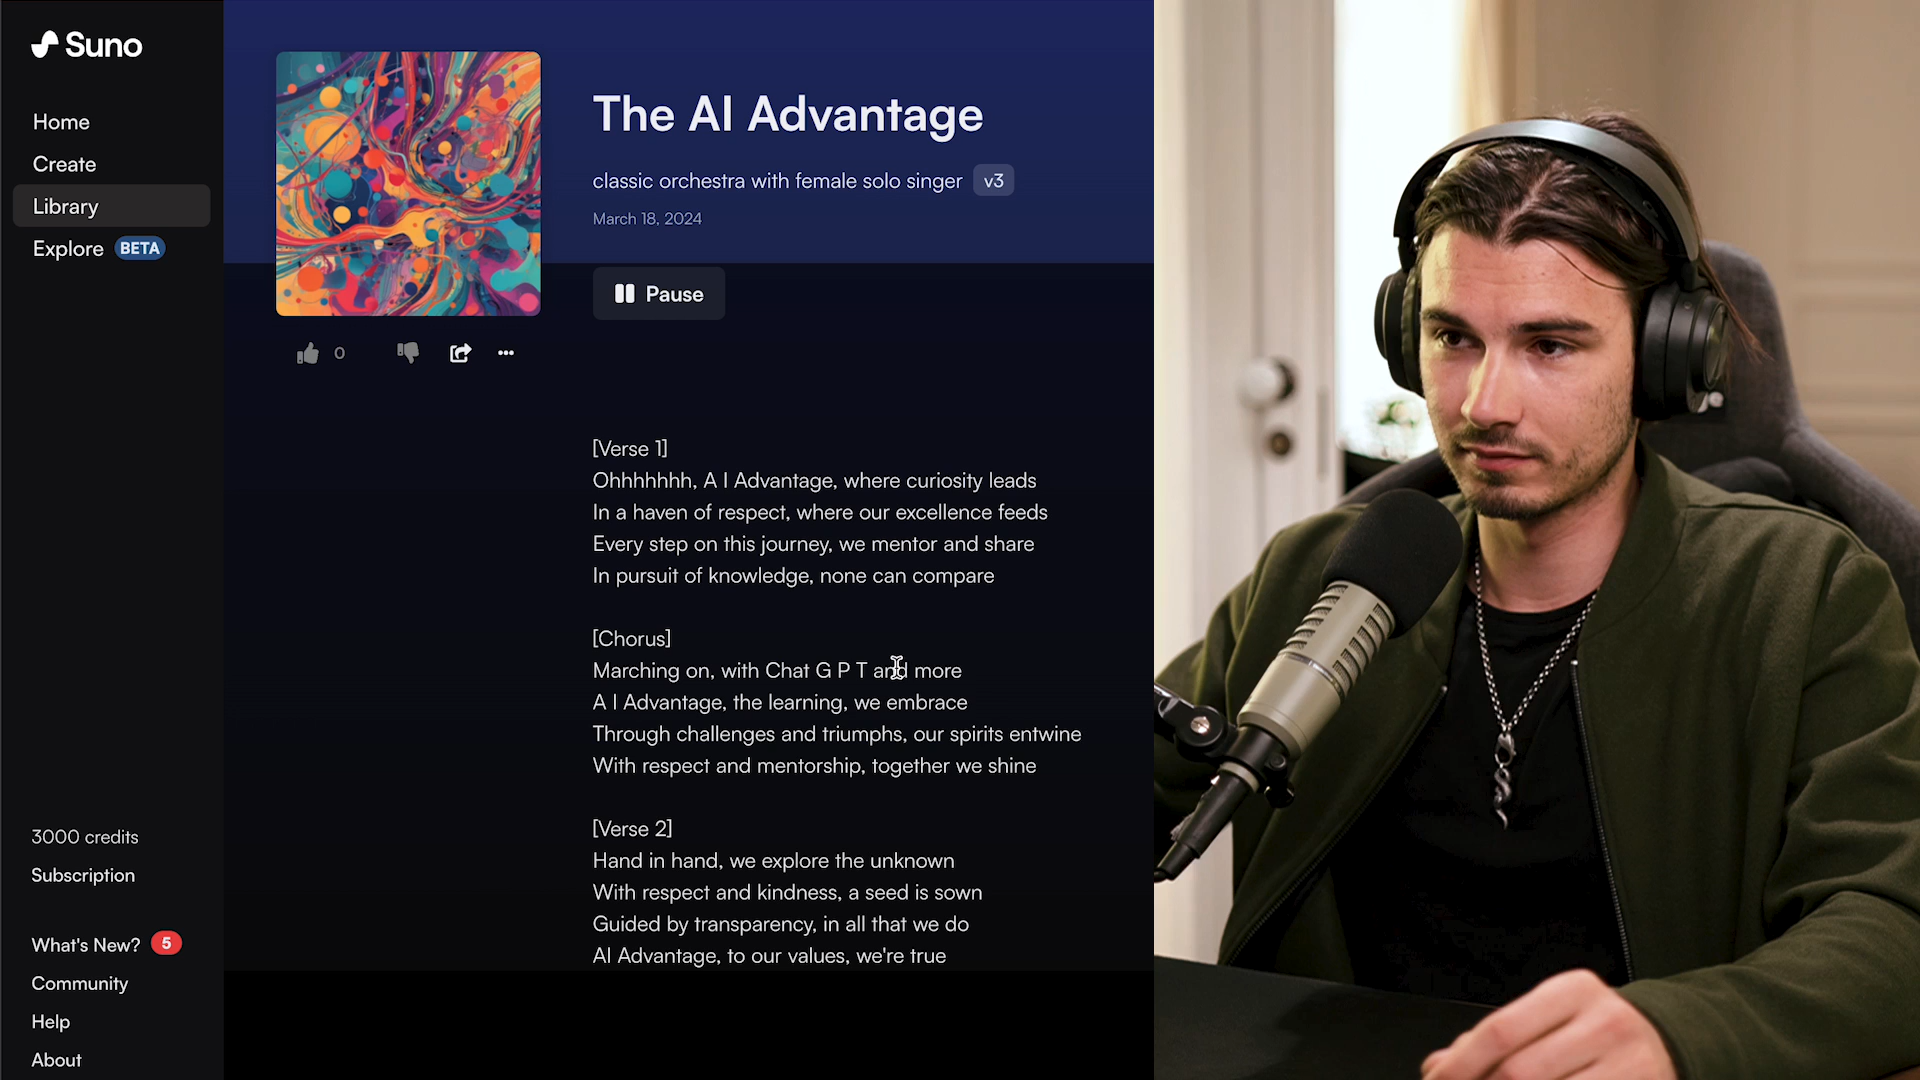 Suno
Home
Create
Library
Explore BETA
3000 credits
Subscription
What's New? 5
Community
Help
About
The AI Advantage
classic orchestra with female solo singer v3
March 18, 2024
Pause
0
[Verse 1]
Ohhhhhhh, A I Advantage, where curiosity leads
In a haven of respect, where our excellence feeds
Every step on this journey, we mentor and share
In pursuit of knowledge, none can compare
[Chorus]
Marching on, with Chat G P T and more
A I Advantage, the learning, we embrace
Through challenges and triumphs, our spirits entwine
With respect and mentorship, together we shine
[Verse 2]
Hand in hand, we explore the unknown
With respect and kindness, a seed is sown
Guided by transparency, in all that we do
AI Advantage, to our values, we're true